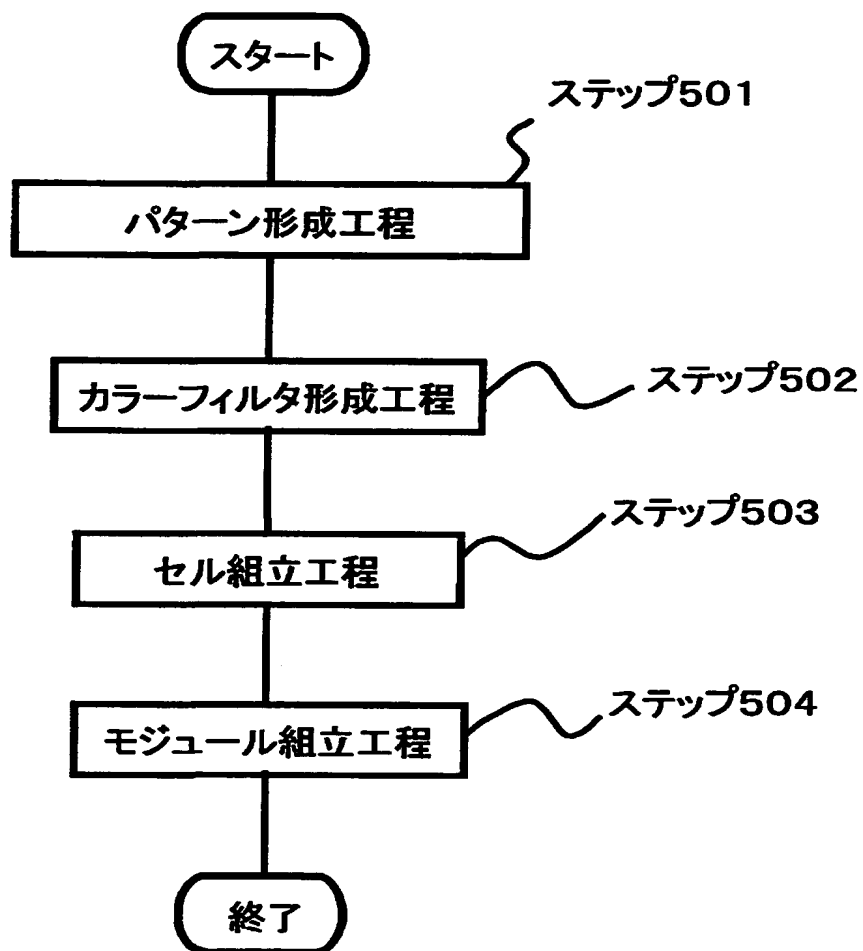 スタート
ステップ501
パターン形成工程
カラーフィルタ形成工程
ステップ502
セル組立工程
ステップ503
モジュール組立工程
ステップ504
終了